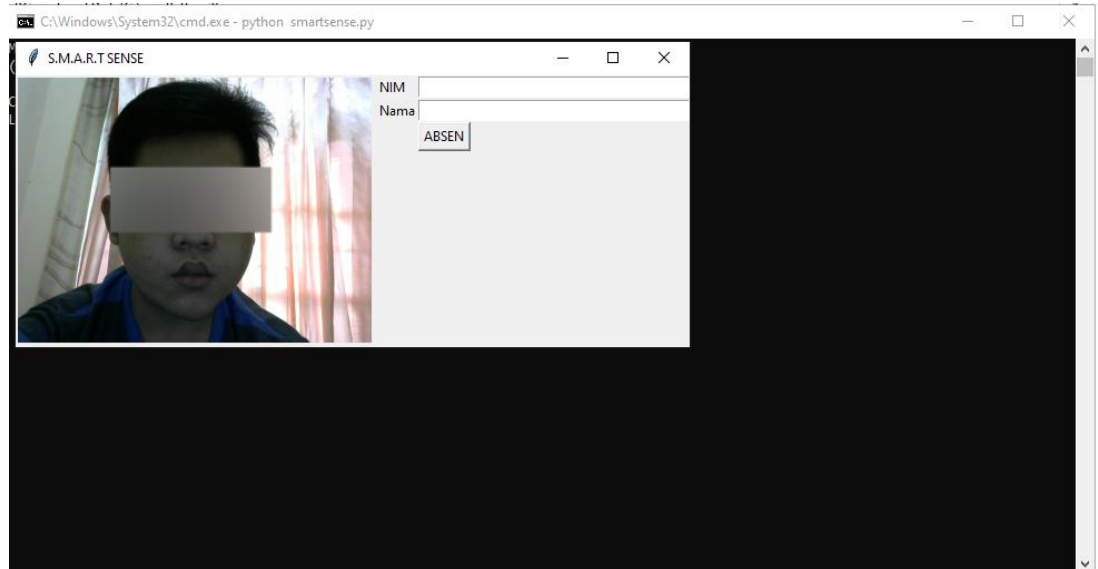 C:\Windows\System32\cmd.exe - python smartsense.py
S.M.A.R.T SENSE
NIM
Nama
ABSEN